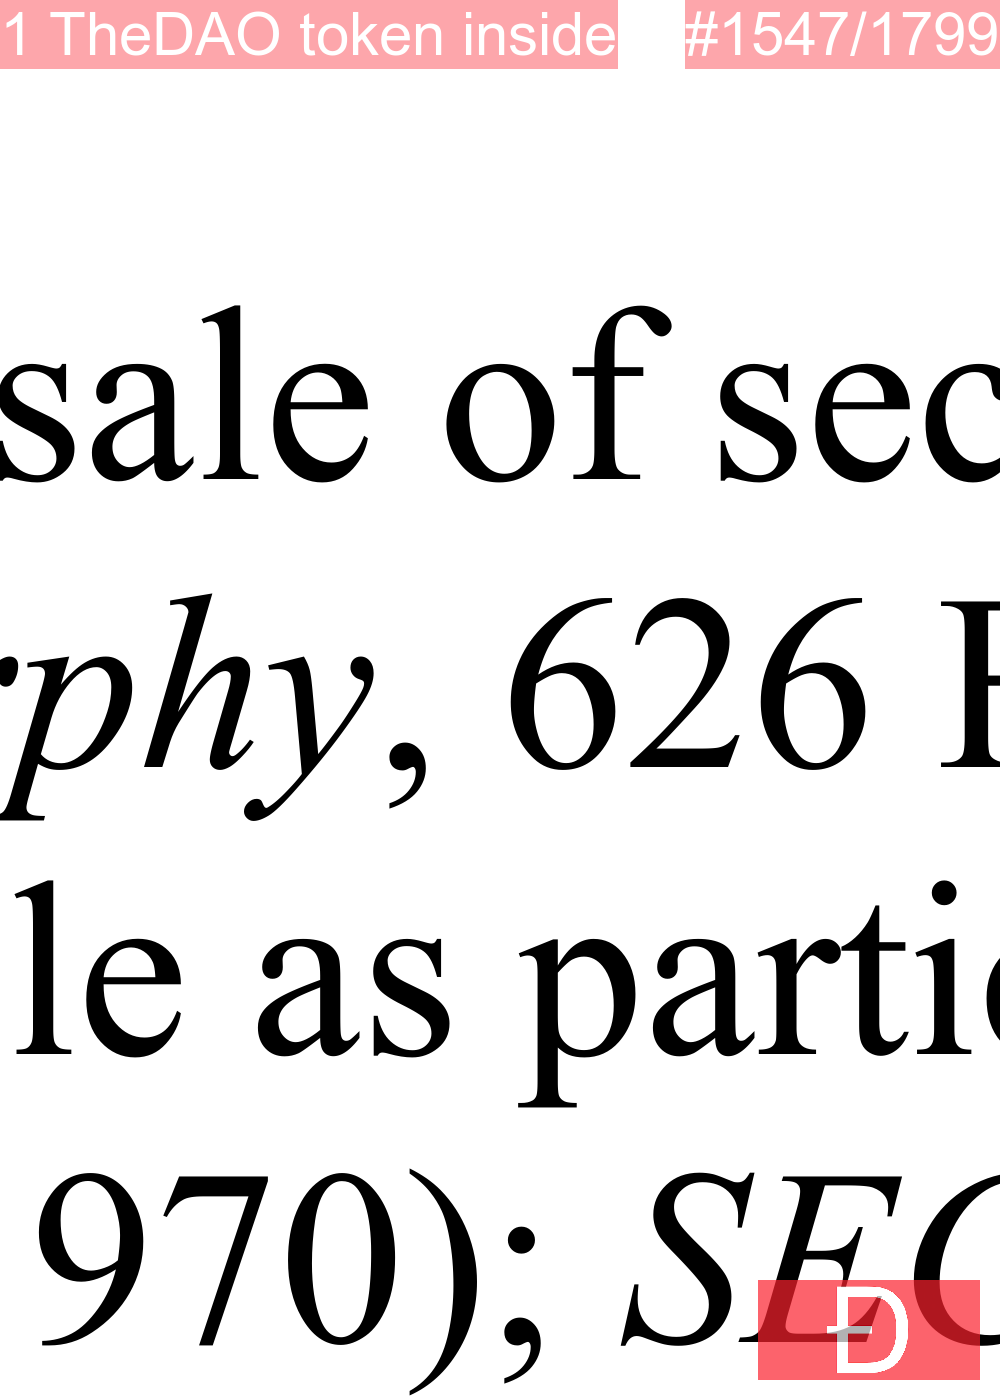 1 TheDAO token inside #1547/1799
sale of sec
rphy, 626 F
le as partic
970); SEC
Đ